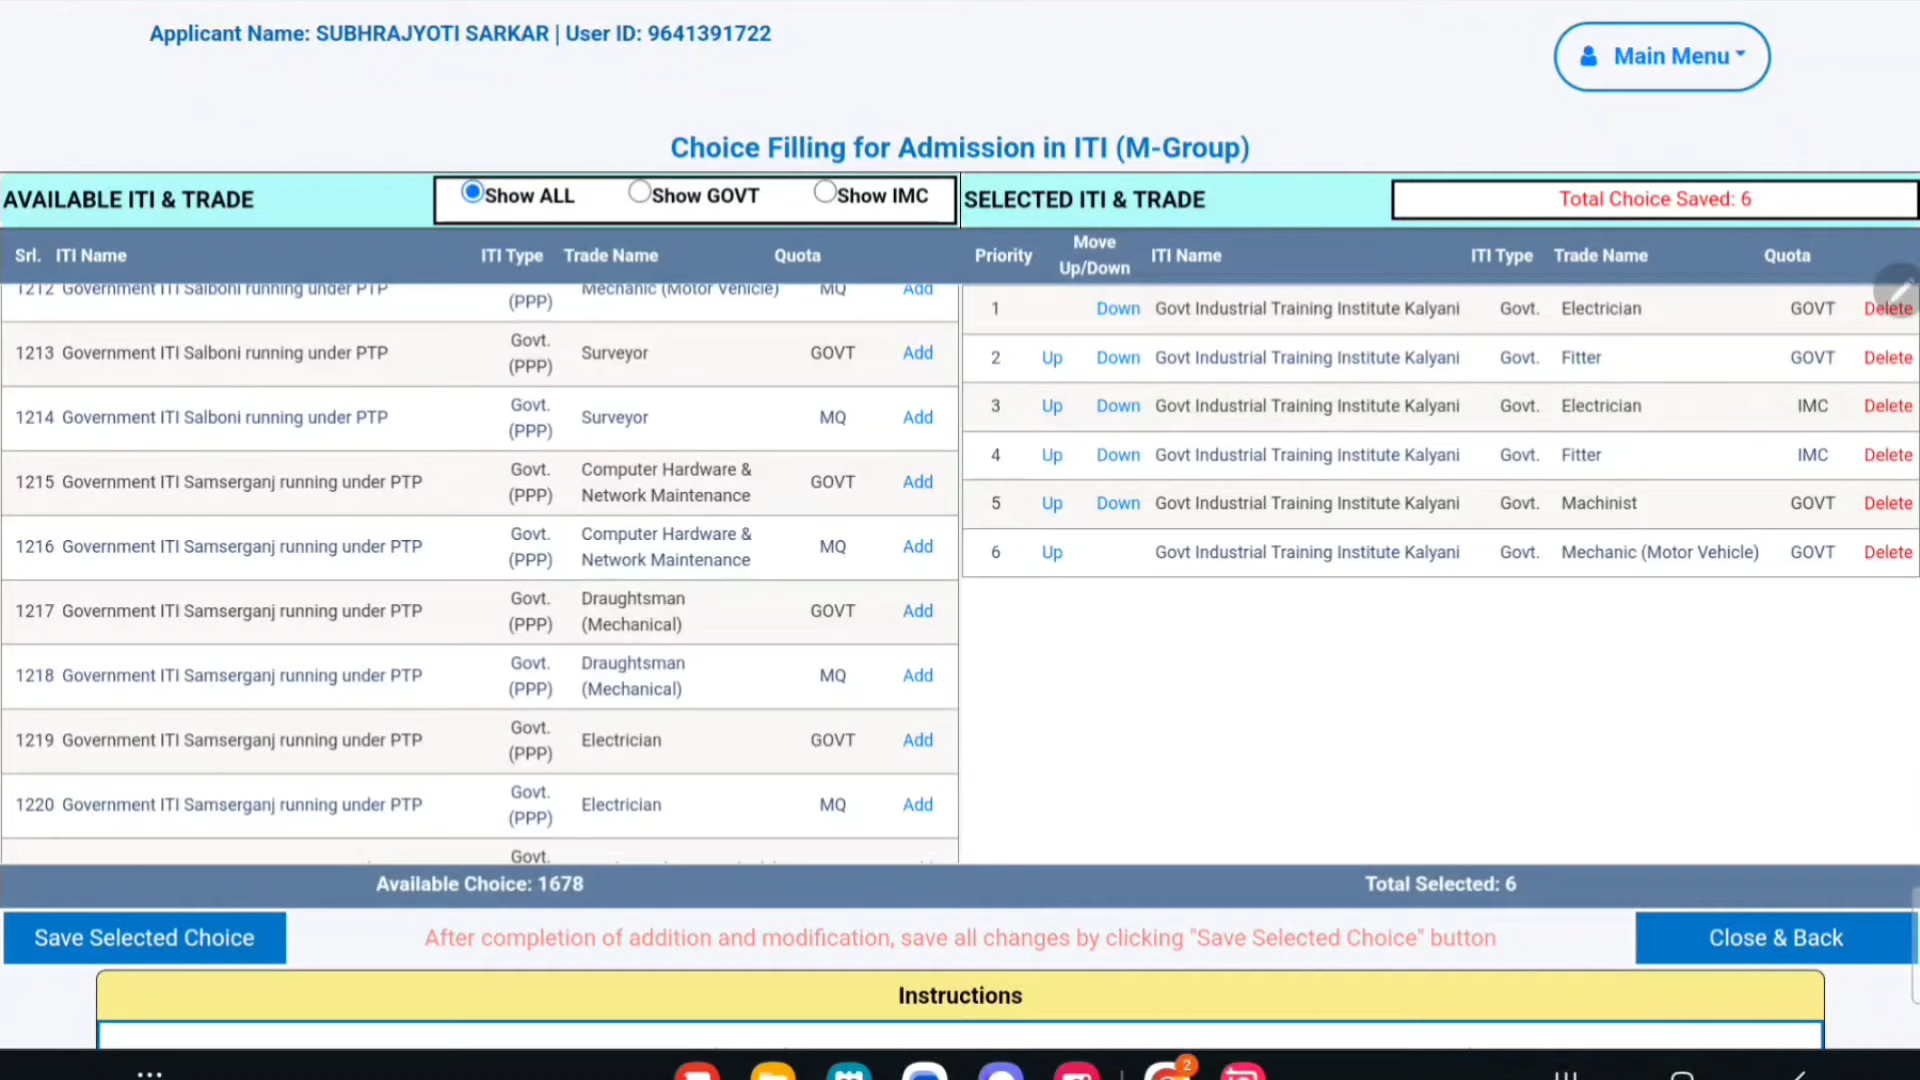 Applicant Name: SUBHRAJYOTI SARKAR | User ID: 9641391722
Main Menu
Choice Filling for Admission in ITI (M-Group)
AVAILABLE ITI & TRADE
Show ALL Show GOVT Show IMC
SELECTED ITI & TRADE
Total Choice Saved: 6
Srl. ITI Name ITI Type Trade Name Quota
1212 Government ITI Salboni running under PTP (PPP) Mechanic (Motor Vehicle) MQ Add
1213 Government ITI Salboni running under PTP Govt. (PPP) Surveyor GOVT Add
1214 Government ITI Salboni running under PTP Govt. (PPP) Surveyor MQ Add
1215 Government ITI Samserganj running under PTP Govt. (PPP) Computer Hardware & Network Maintenance GOVT Add
1216 Government ITI Samserganj running under PTP Govt. (PPP) Computer Hardware & Network Maintenance MQ Add
1217 Government ITI Samserganj running under PTP Govt. (PPP) Draughtsman (Mechanical) GOVT Add
1218 Government ITI Samserganj running under PTP Govt. (PPP) Draughtsman (Mechanical) MQ Add
1219 Government ITI Samserganj running under PTP Govt. (PPP) Electrician GOVT Add
1220 Government ITI Samserganj running under PTP Govt. (PPP) Electrician MQ Add
Govt.
Priority Move Up/Down ITI Name ITI Type Trade Name Quota
1 Down Govt Industrial Training Institute Kalyani Govt. Electrician GOVT Delete
2 Up Down Govt Industrial Training Institute Kalyani Govt. Fitter GOVT Delete
3 Up Down Govt Industrial Training Institute Kalyani Govt. Electrician IMC Delete
4 Up Down Govt Industrial Training Institute Kalyani Govt. Fitter IMC Delete
5 Up Down Govt Industrial Training Institute Kalyani Govt. Machinist GOVT Delete
6 Up Govt Industrial Training Institute Kalyani Govt. Mechanic (Motor Vehicle) GOVT Delete
Available Choice: 1678
Total Selected: 6
Save Selected Choice
After completion of addition and modification, save all changes by clicking "Save Selected Choice" button
Close & Back
Instructions
2